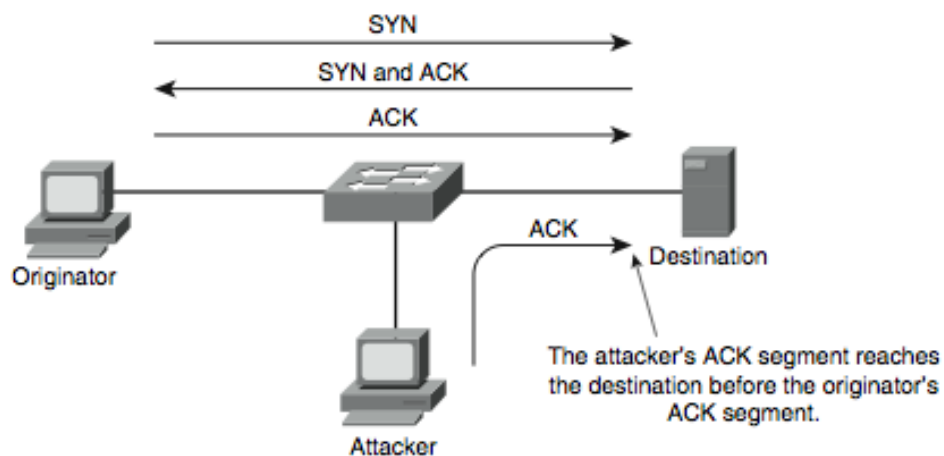 SYN
SYN and ACK
ACK
Originator
ACK
Destination
The attacker's ACK segment reaches
the destination before the originator's
ACK segment.
Attacker